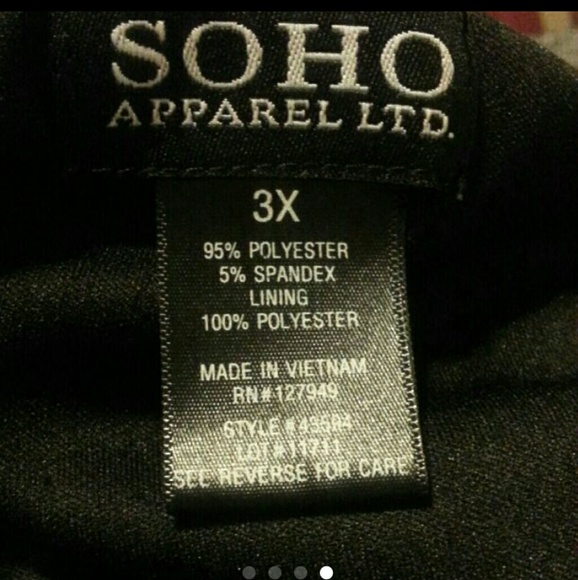 SOHO
APPAREL LTD.
3X
95% POLYESTER
5% SPANDEX
LINING
100% POLYESTER
MADE IN VIETNAM
RN#127949
STYLE #
LOT#11711
SEE REVERSE FOR CARE